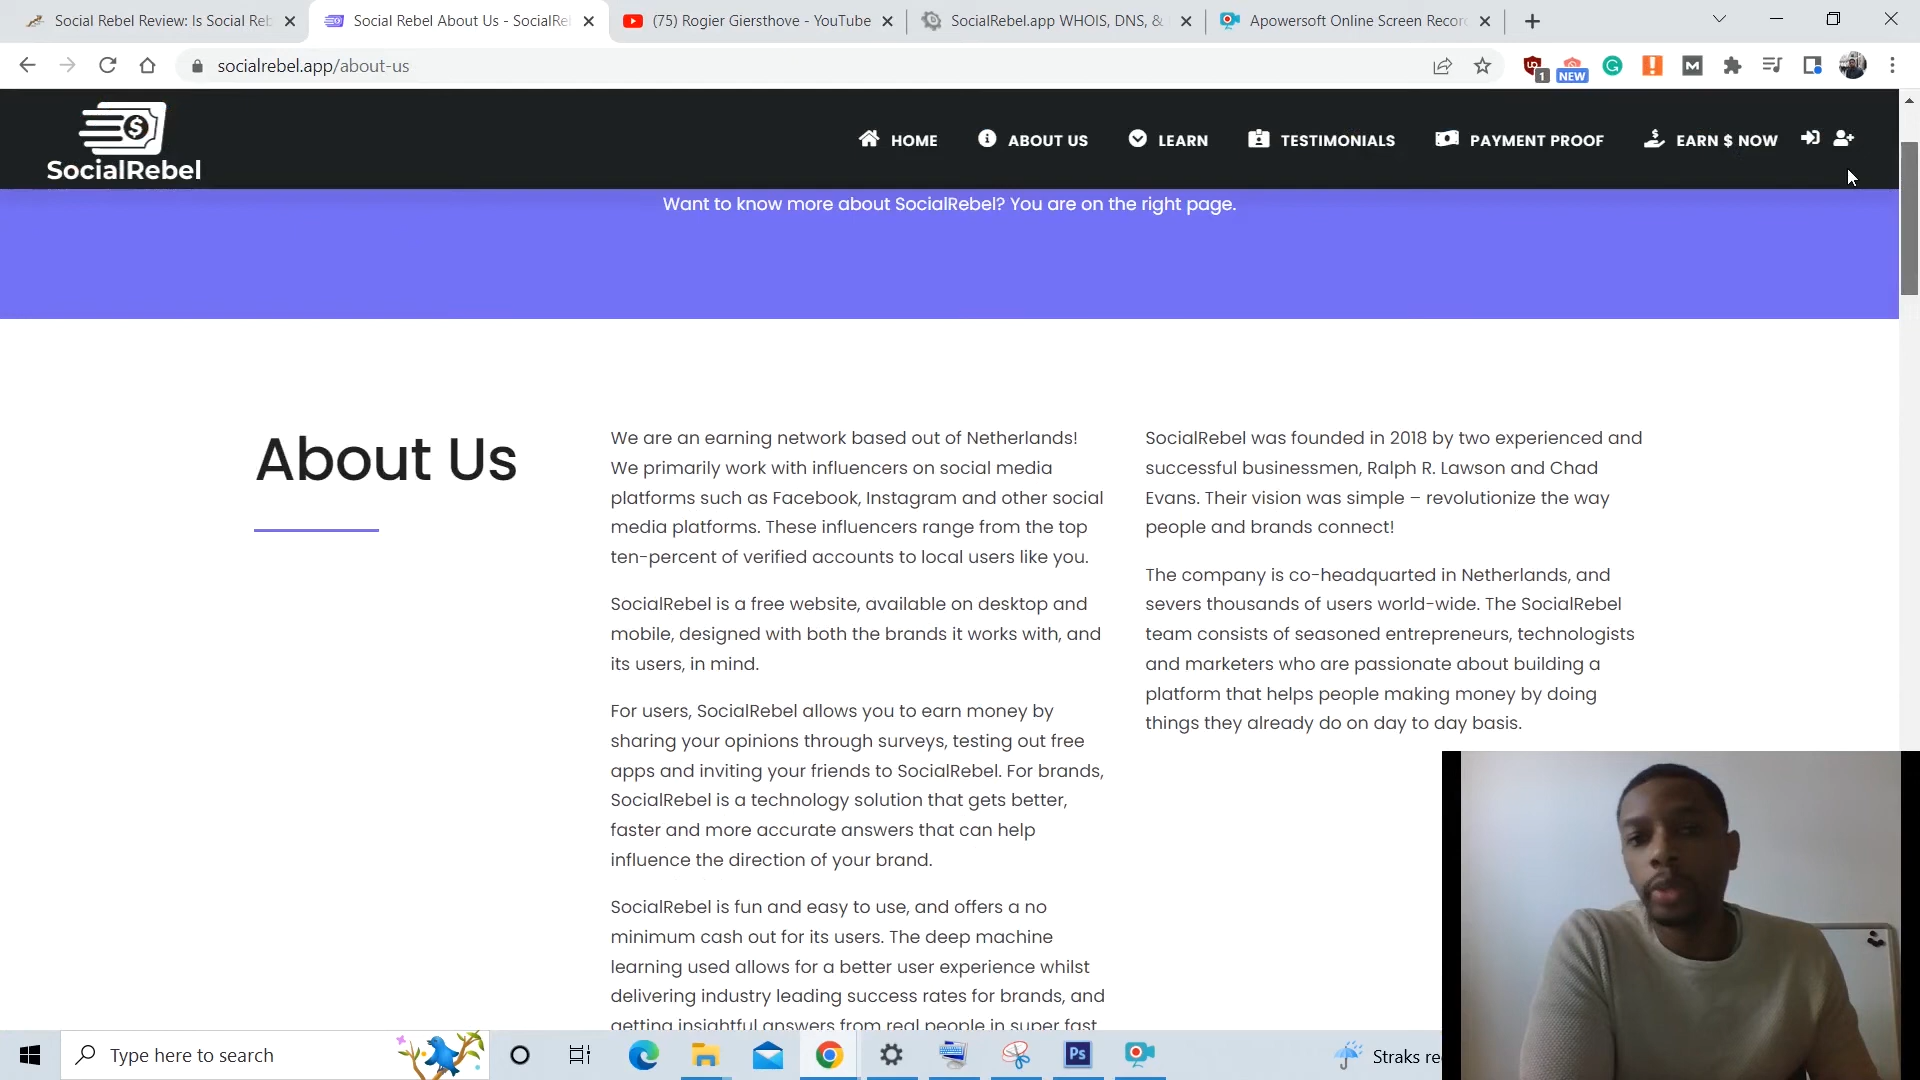 Social Rebel Review: Is Social Reb
Social Rebel About Us - SocialRe
(75) Rogier Giersthove - YouTube
SocialRebel.app WHOIS, DNS, &
Apowersoft Online Screen Recor
socialrebel.app/about-us
1
NEW
SocialRebel
HOME
ABOUT US
LEARN
TESTIMONIALS
PAYMENT PROOF
EARN $ NOW
Want to know more about SocialRebel? You are on the right page.
About Us
We are an earning network based out of Netherlands!
We primarily work with influencers on social media
platforms such as Facebook, Instagram and other social
media platforms. These influencers range from the top
ten-percent of verified accounts to local users like you.
SocialRebel is a free website, available on desktop and
mobile, designed with both the brands it works with, and
its users, in mind.
For users, SocialRebel allows you to earn money by
sharing your opinions through surveys, testing out free
apps and inviting your friends to SocialRebel. For brands,
SocialRebel is a technology solution that gets better,
faster and more accurate answers that can help
influence the direction of your brand.
SocialRebel is fun and easy to use, and offers a no
minimum cash out for its users. The deep machine
learning used allows for a better user experience whilst
delivering industry leading success rates for brands, and
getting insightful answers from real people in super fast
SocialRebel was founded in 2018 by two experienced and
successful businessmen, Ralph R. Lawson and Chad
Evans. Their vision was simple – revolutionize the way
people and brands connect!
The company is co-headquarted in Netherlands, and
severs thousands of users world-wide. The SocialRebel
team consists of seasoned entrepreneurs, technologists
and marketers who are passionate about building a
platform that helps people making money by doing
things they already do on day to day basis.
Type here to search
Ps
Straks re